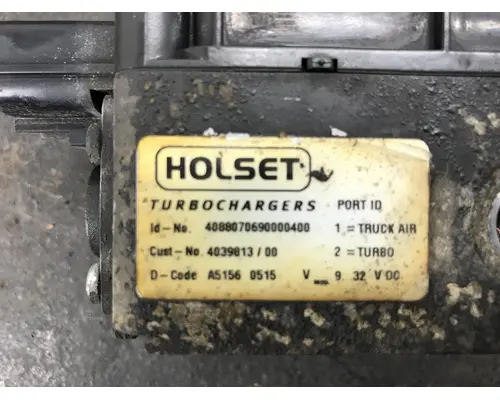 HOLSET
TURBOCHARGERS PORT ID
Id-No. 4088070690000400 1 = TRUCK AIR
Cust-No- 4039813 / 00 2 = TURBO
D-Code A5156 0515 V 9 32 V DC